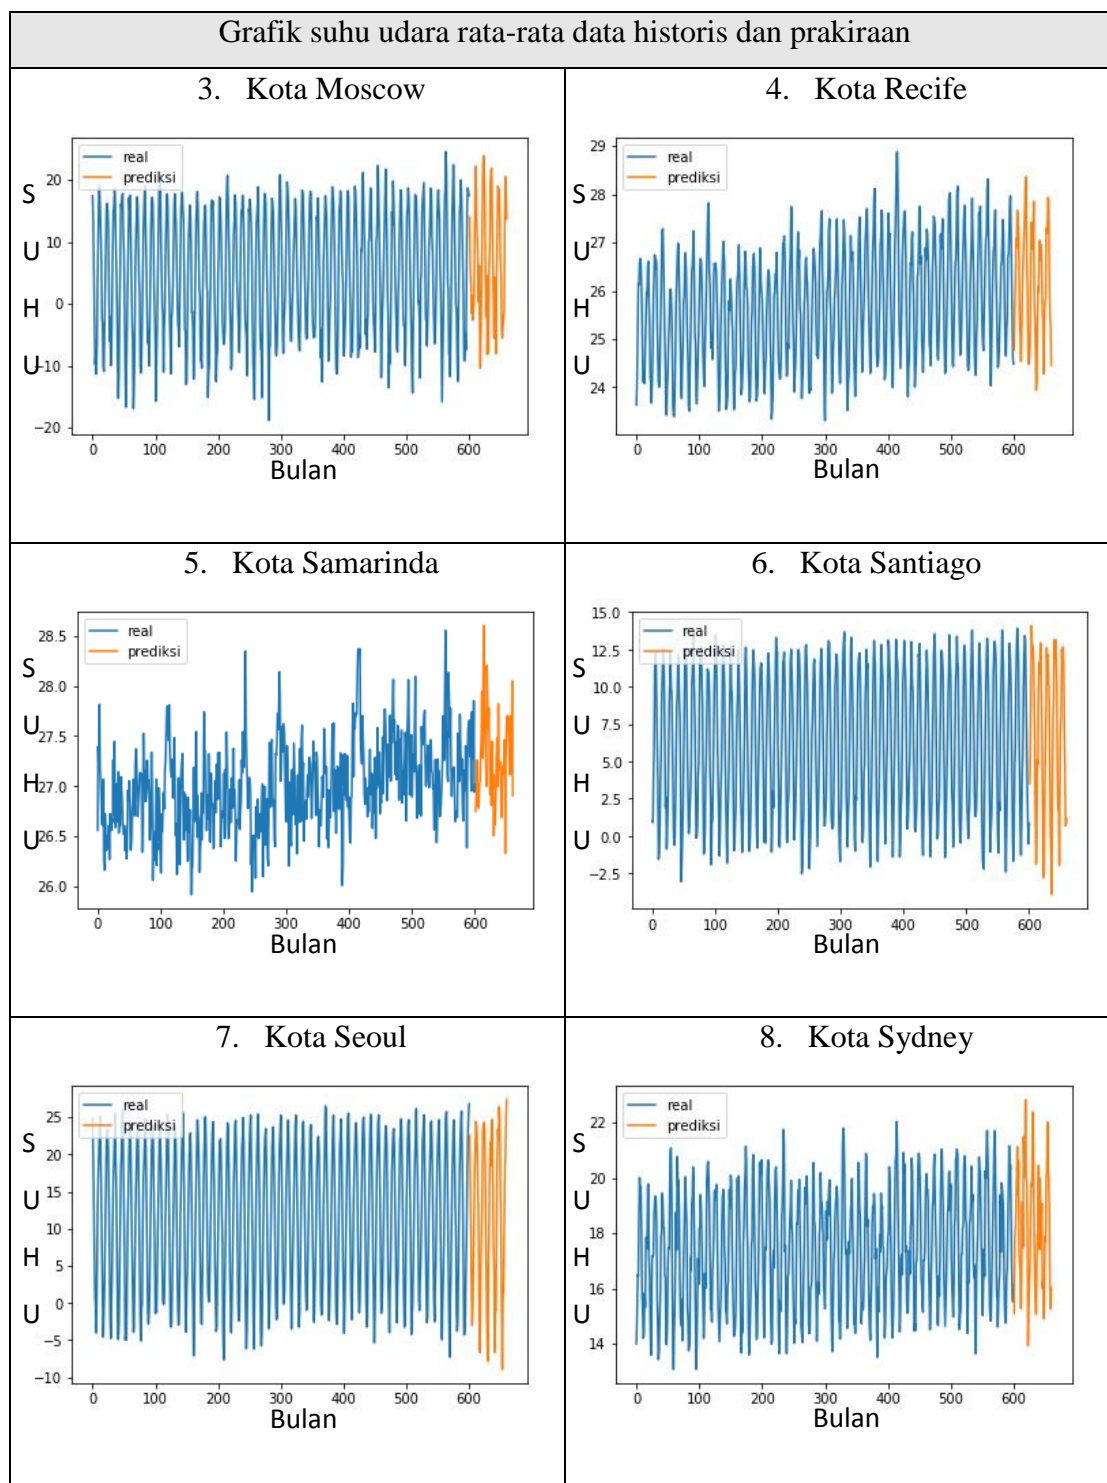 Grafik suhu udara rata-rata data historis dan prakiraan
3. Kota Moscow
real
prediksi
S
U
H
U
20
10
0
−10
−20
0 100 200 300 400 500 600
Bulan
4. Kota Recife
real
prediksi
S
U
H
U
29
28
27
26
25
24
0 100 200 300 400 500 600
Bulan
5. Kota Samarinda
real
prediksi
S
U
H
U
28.5
28.0
27.5
27.0
26.5
26.0
0 100 200 300 400 500 600
Bulan
6. Kota Santiago
real
prediksi
S
U
H
U
15.0
12.5
10.0
7.5
5.0
2.5
0.0
−2.5
0 100 200 300 400 500 600
Bulan
7. Kota Seoul
real
prediksi
S
U
H
U
25
20
15
10
5
0
−5
−10
0 100 200 300 400 500 600
Bulan
8. Kota Sydney
real
prediksi
S
U
H
U
22
20
18
16
14
0 100 200 300 400 500 600
Bulan